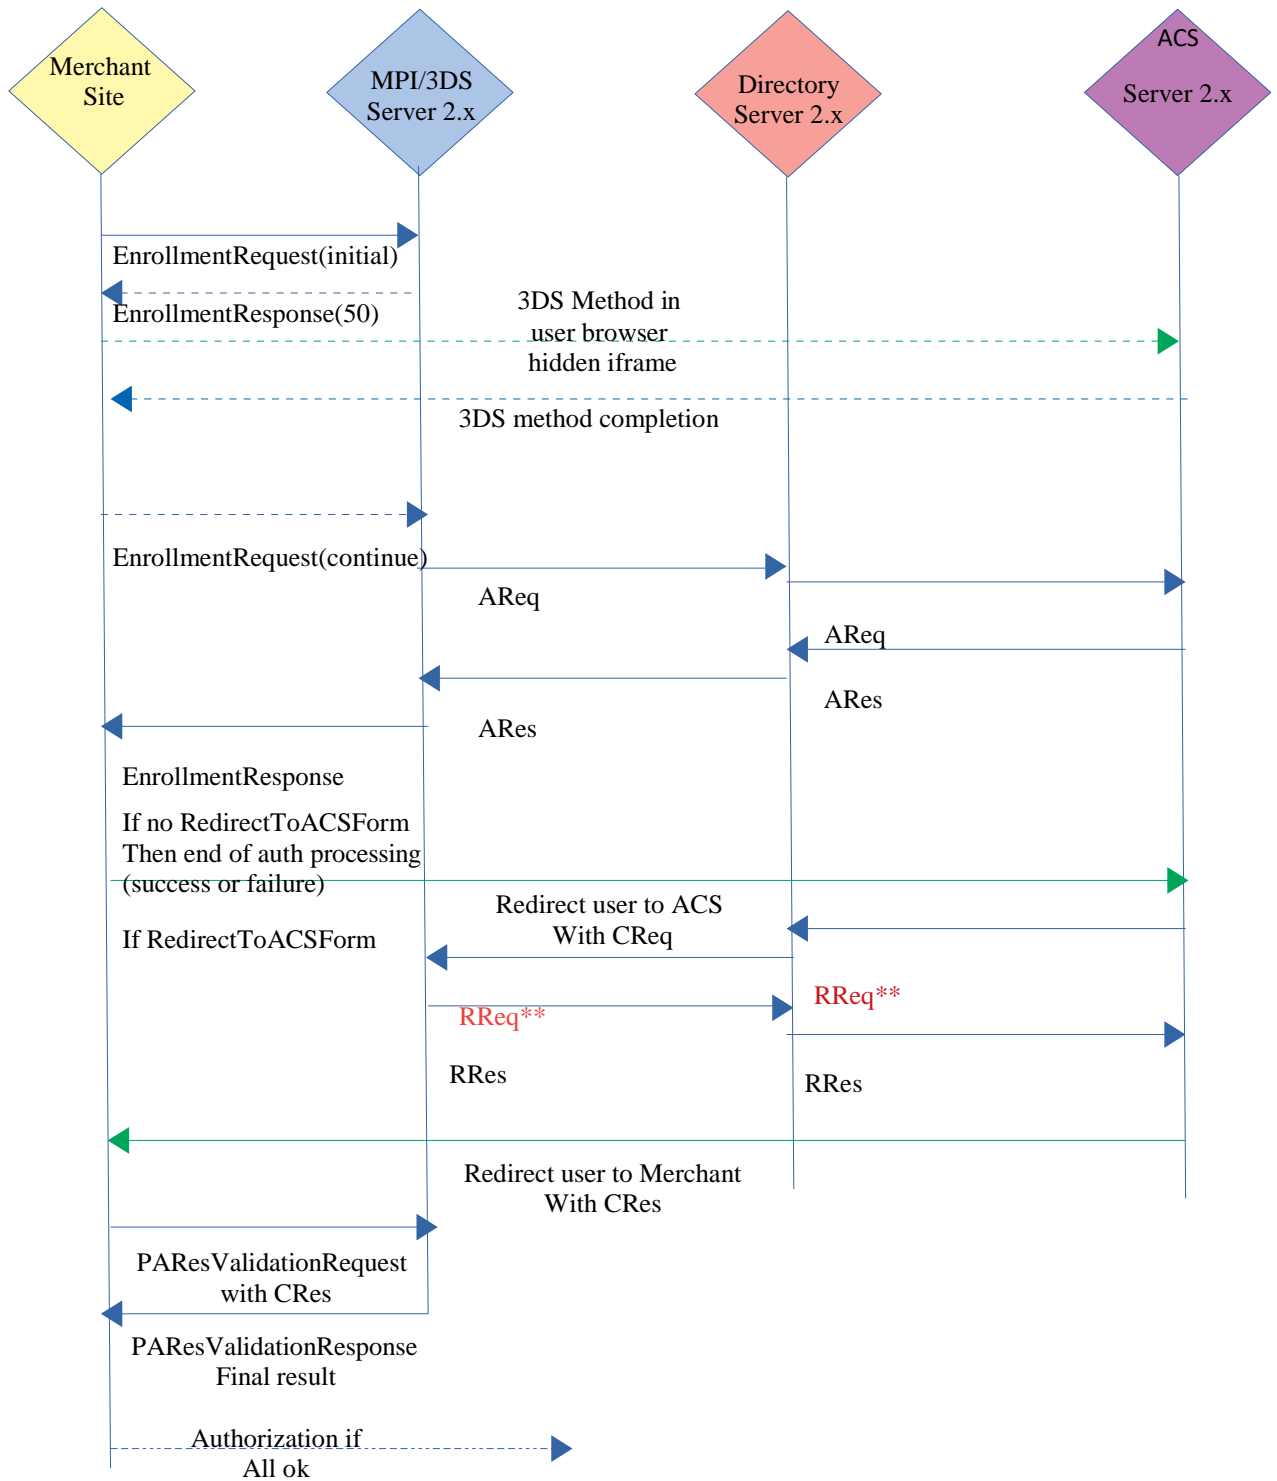 Merchant
Site
MPI/3DS
Server 2.x
Directory
Server 2.x
ACS
Server 2.x
EnrollmentRequest(initial)
EnrollmentResponse(50)
3DS Method in
user browser
hidden iframe
3DS method completion
EnrollmentRequest(continue)
AReq
AReq
ARes
ARes
EnrollmentResponse
If no RedirectToACSForm
Then end of auth processing
(success or failure)
Redirect user to ACS
With CReq
If RedirectToACSForm
RReq**
RReq**
RRes
RRes
Redirect user to Merchant
With CRes
PAResValidationRequest
with CRes
PAResValidationResponse
Final result
Authorization if
All ok